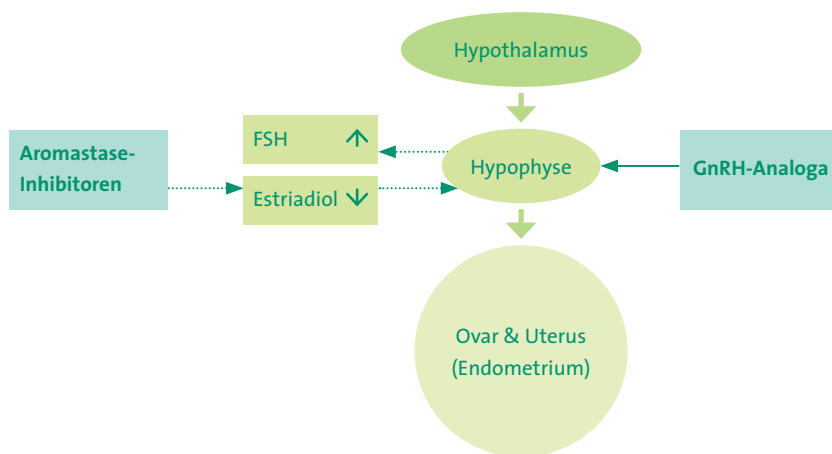 Hypothalamus
FSH ↑
Aromastase-
Inhibitoren
Hypophyse
GnRH-Analoga
Estriadiol ↓
Ovar & Uterus
(Endometrium)